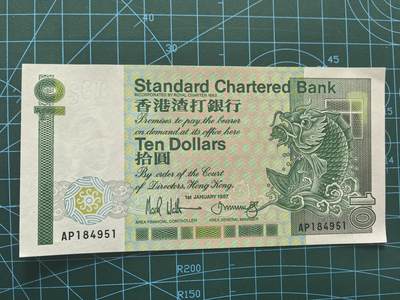 40
45
10
Standard Chartered Bank
INCORPORATED BY ROYAL CHARTER 1853
香港渣打銀行
Promises to pay the bearer
on demand at its office here
Ten Dollars
拾圓
By order of the Court
of Directors, Hong Kong.
1st JANUARY 1987
AREA FINANCIAL CONTROLLER
AREA GENERAL MANAGER
AP184951
AP184951
10
R200
R150